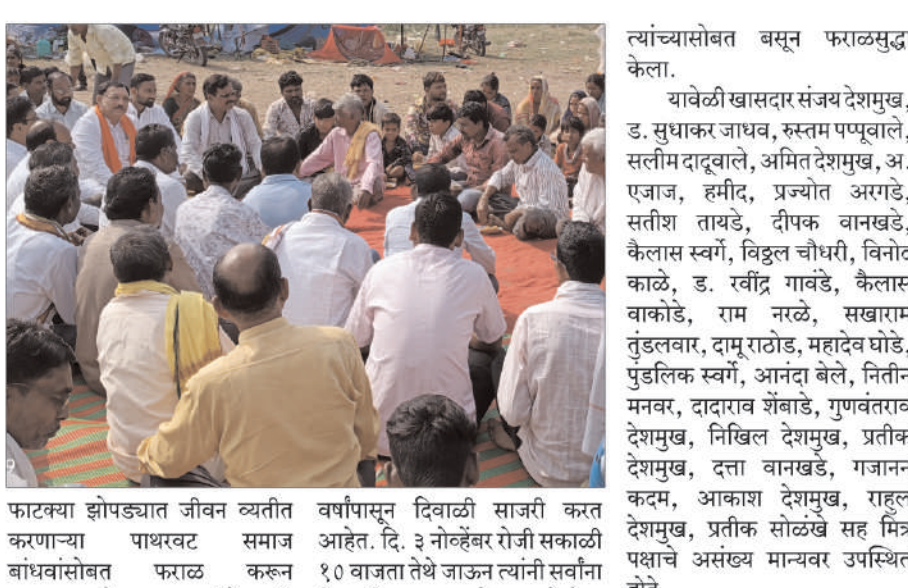 फाटक्या झोपड्यात जीवन व्यतीत
करणाऱ्या पाथरवट समाज
बांधवांसोबत फराळ करून
वर्षांपासून दिवाळी साजरी करत
आहेत. दि. ३ नोव्हेंबर रोजी सकाळी
१० वाजता तेथे जाऊन त्यांनी सर्वांना
त्यांच्यासोबत बसून फराळसुद्धा
केला.
यावेळी खासदार संजय देशमुख,
ड. सुधाकर जाधव, रुस्तम पप्पूवाले,
सलीम दादूवाले, अमित देशमुख, अ.
एजाज, हमीद, प्रज्योत अरगडे,
सतीश तायडे, दीपक वानखडे,
कैलास स्वर्गे, विठ्ठल चौधरी, विनोद
काळे, ड. रवींद्र गावंडे, कैलास
वाकोडे, राम नरळे, सखाराम
तुंडलवार, दामू राठोड, महादेव घोडे,
पुंडलिक स्वर्गे, आनंदा बेले, नितीन
मनवर, दादाराव शेंबाडे, गुणवंतराव
देशमुख, निखिल देशमुख, प्रतीक
देशमुख, दत्ता वानखडे, गजानन
कदम, आकाश देशमुख, राहुल
देशमुख, प्रतीक सोळंखे सह मित्र
पक्षाचे असंख्य मान्यवर उपस्थित